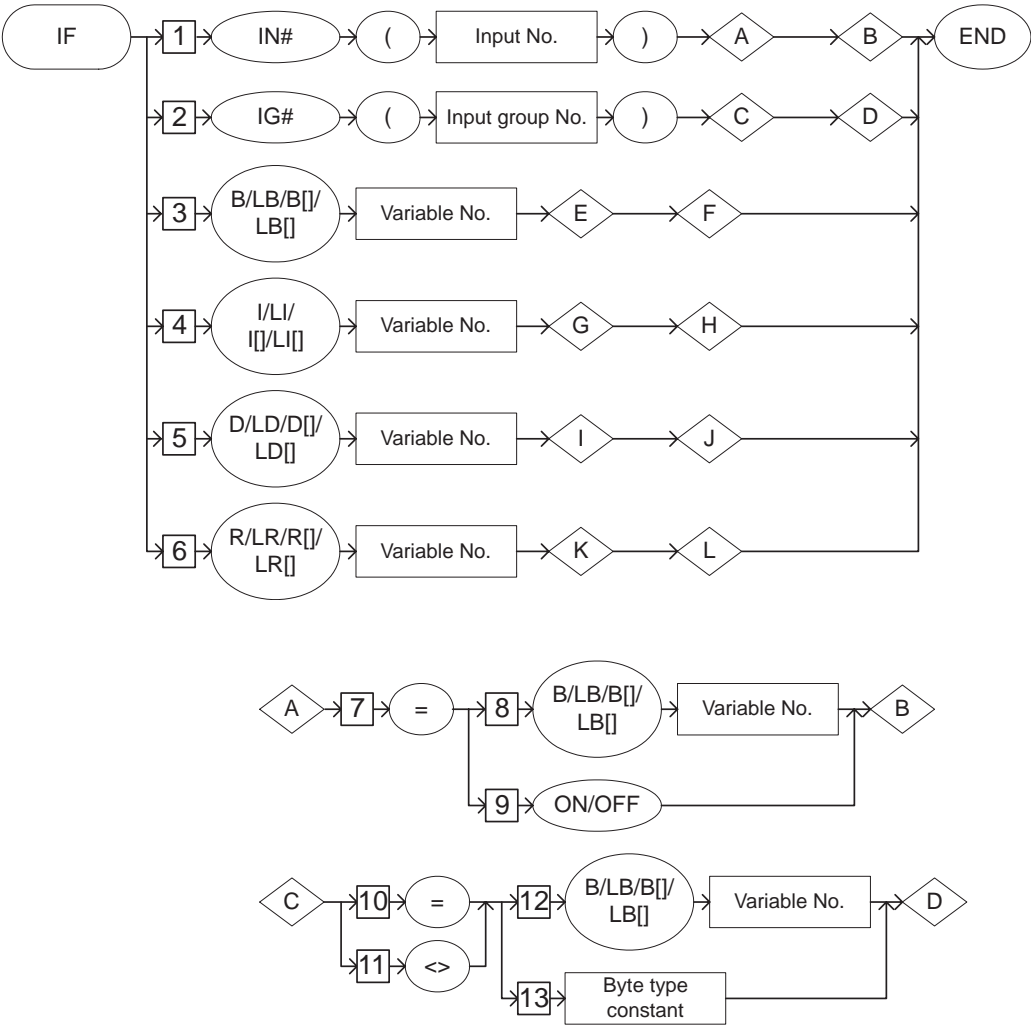 IF 1 IN# ( Input No. ) A B END
2 IG# ( Input group No. ) C D
3 B/LB/B[]/
LB[] Variable No. E F
4 I/LI/
I[]/LI[] Variable No. G H
5 D/LD/D[]/
LD[] Variable No. I J
6 R/LR/R[]/
LR[] Variable No. K L
A 7 = 8 B/LB/B[]/
LB[] Variable No. B
9 ON/OFF
C 10 = 12 B/LB/B[]/
LB[] Variable No. D
11 <>
13 Byte type
constant